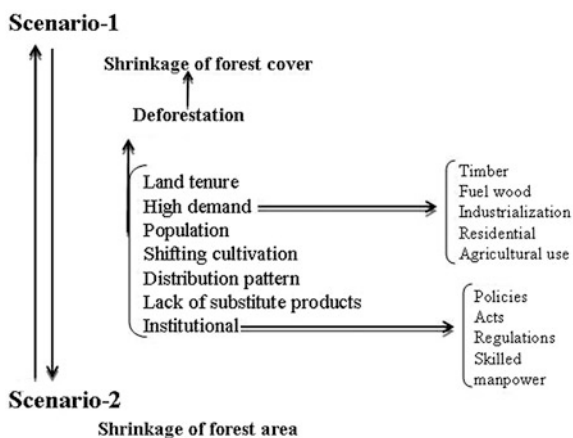 Scenario-1
Shrinkage of forest cover
Deforestation
Land tenure
High demand
Population
Shifting cultivation
Distribution pattern
Lack of substitute products
Institutional
Timber
Fuel wood
Industrialization
Residential
Agricultural use
Policies
Acts
Regulations
Skilled
manpower
Scenario-2
Shrinkage of forest area